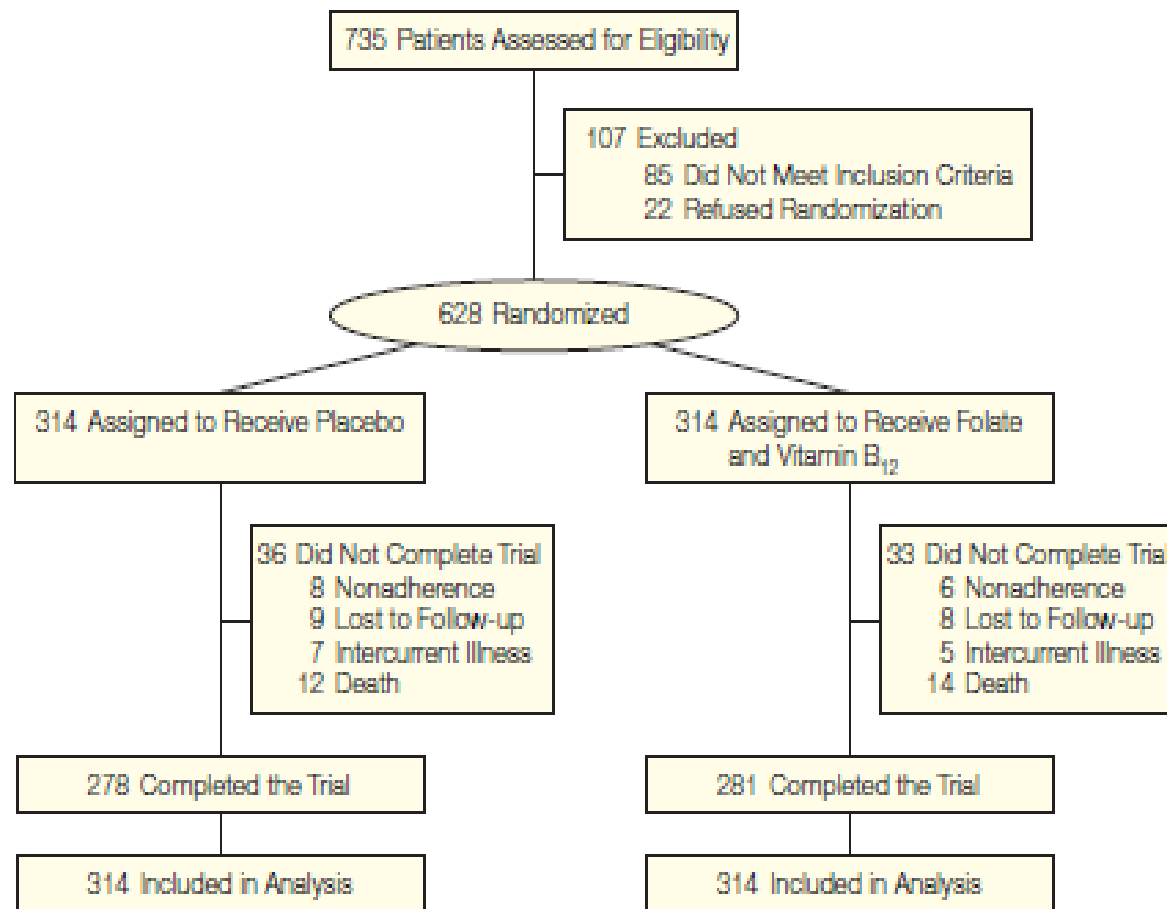 735 Patients Assessed for Eligibility
107 Excluded
85 Did Not Meet Inclusion Criteria
22 Refused Randomization
628 Randomized
314 Assigned to Receive Placebo
314 Assigned to Receive Folate
and Vitamin B12
36 Did Not Complete Trial
8 Nonadherence
9 Lost to Follow-up
7 Intercurrent Illness
12 Death
33 Did Not Complete Trial
6 Nonadherence
8 Lost to Follow-up
5 Intercurrent Illness
14 Death
278 Completed the Trial
281 Completed the Trial
314 Included in Analysis
314 Included in Analysis